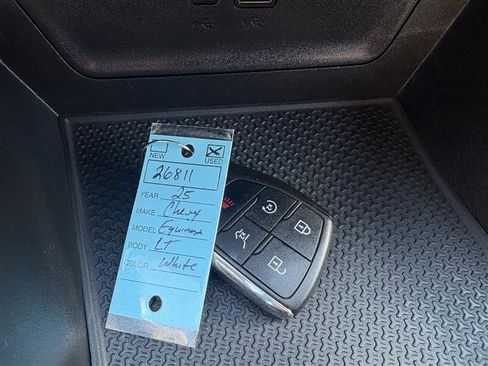 NEW USED
26811
YEAR 25
MAKE Chevy
MODEL Equinox
BODY LT
COLOR White